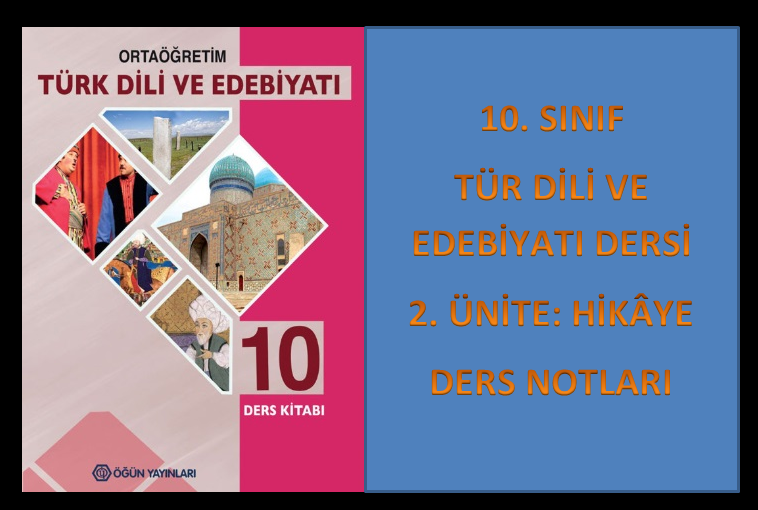 ORTAÖĞRETİM
TÜRK DİLİ VE EDEBİYATI
10
DERS KİTABI
ÖĞÜN YAYINLARI
10. SINIF
TÜR DİLİ VE
EDEBİYATI DERSİ
2. ÜNİTE: HİKÂYE
DERS NOTLARI